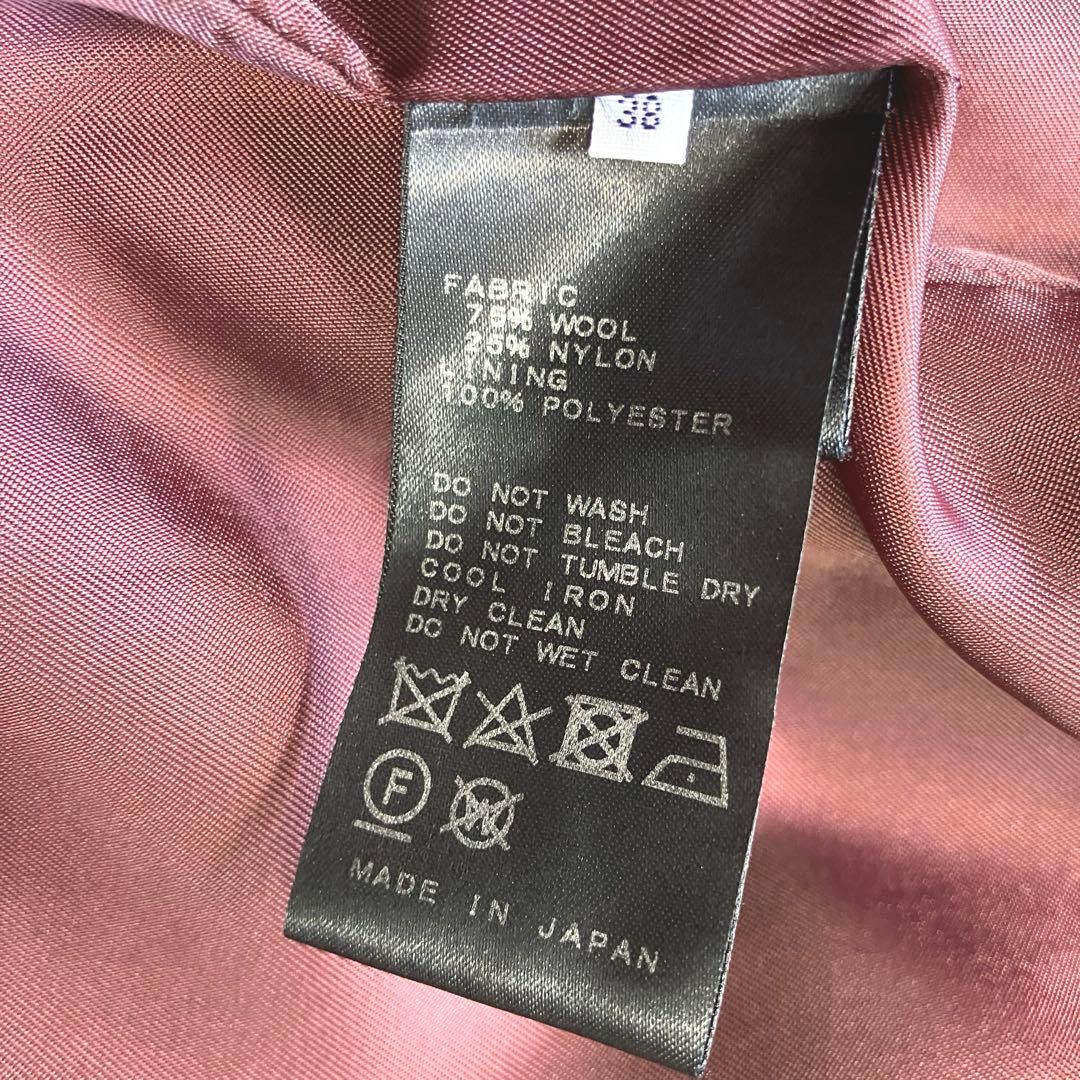 38
FABRIC
75% WOOL
25% NYLON
LINING
100% POLYESTER
DO NOT WASH
DO NOT BLEACH
DO NOT TUMBLE DRY
COOL IRON
DRY CLEAN
DO NOT WET CLEAN
F
W
MADE IN JAPAN